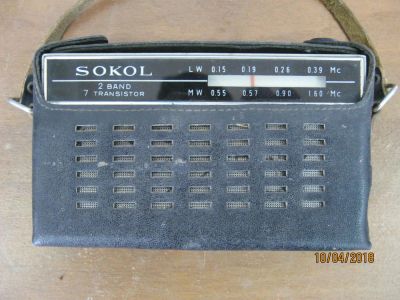 SOKOL
2 BAND
7 TRANSISTOR
LW 0.15 0.19 0.26 0.39 Mc
MW 0.55 0.57 0.90 1.60 Mc
10/04/2018